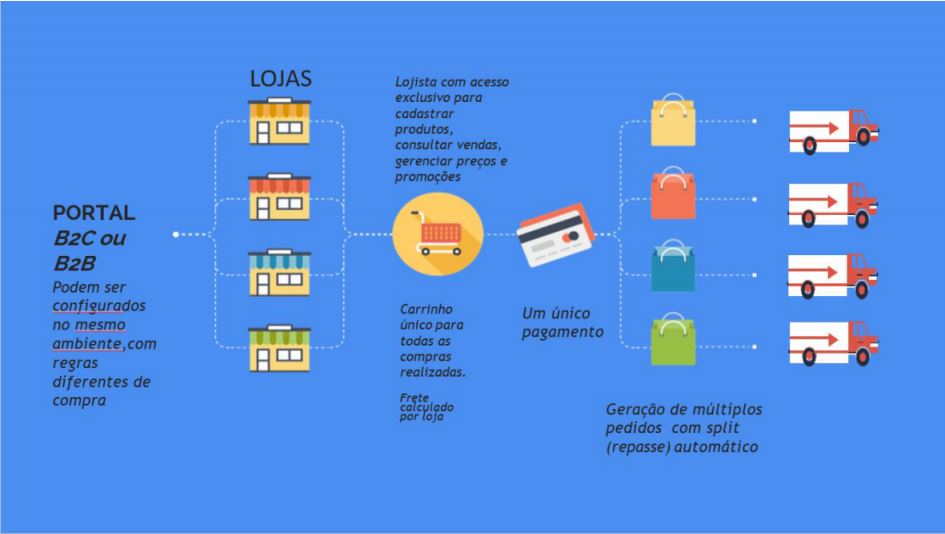 PORTAL
B2C ou
B2B
Podem ser
configurados
no mesmo
ambiente,com
regras
diferentes de
compra
LOJAS
Lojista com acesso
exclusivo para
cadastrar
produtos,
consultar vendas,
gerenciar preços e
promoções
Carrinho
único para
todas as
compras
realizadas.
Frete
calculado
por loja
Um único
pagamento
Geração de múltiplos
pedidos com split
(repasse) automático